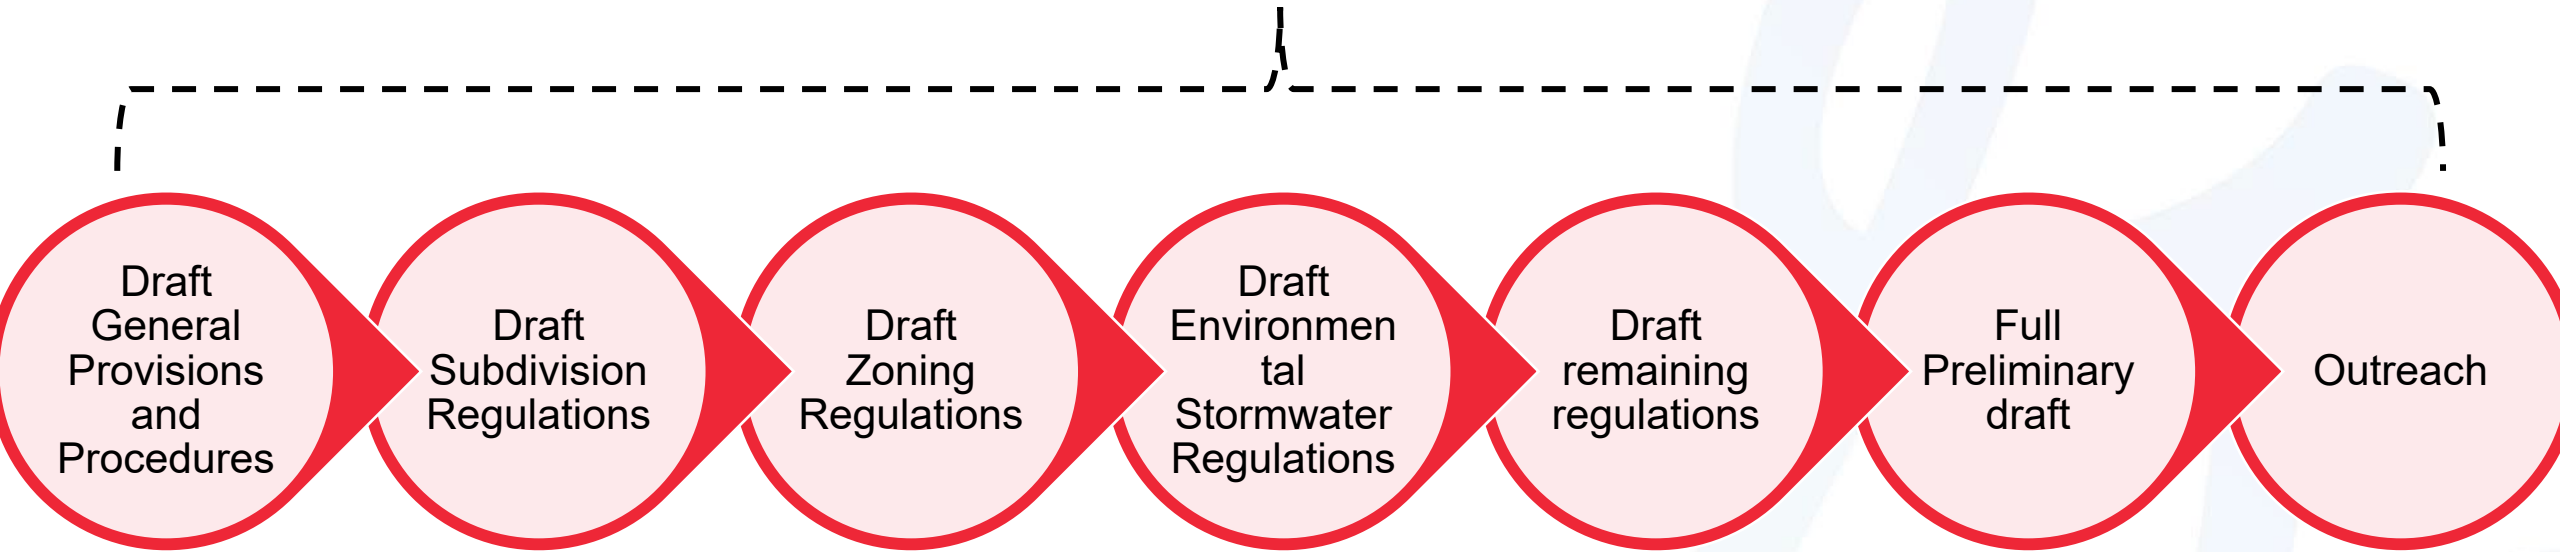 Draft
General
Provisions
and
Procedures
Draft
Subdivision
Regulations
Draft
Zoning
Regulations
Draft
Environmen
tal
Stormwater
Regulations
Draft
remaining
regulations
Full
Preliminary
draft
Outreach